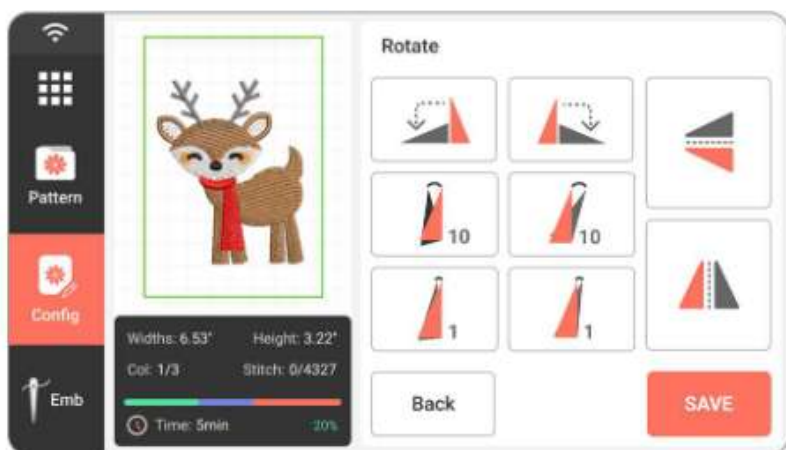 Rotate
Pattern
10
10
Config
1
1
Widths: 6.53" Height: 3.22"
Col: 1/3 Stitch: 0/4327
Emb
Time: 5min 20%
Back
SAVE